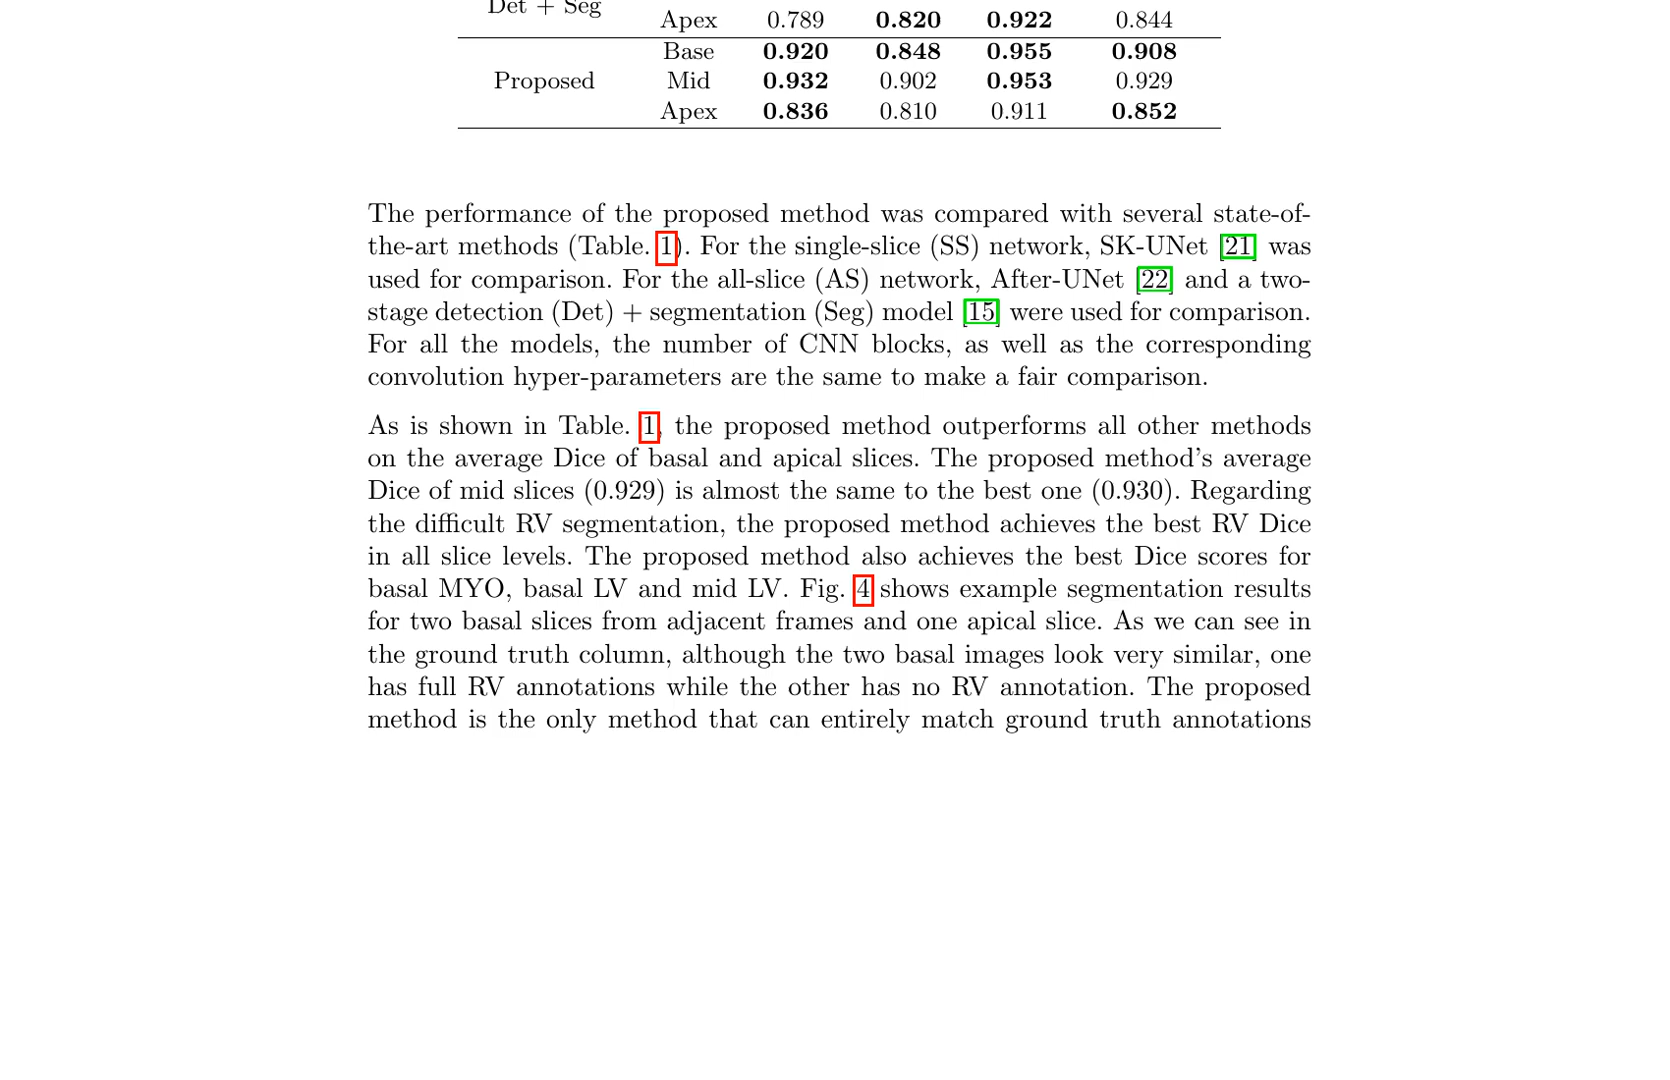 Det + Seg
Apex 0.789 0.820 0.922 0.844
Base 0.920 0.848 0.955 0.908
Proposed Mid 0.932 0.902 0.953 0.929
Apex 0.836 0.810 0.911 0.852
The performance of the proposed method was compared with several state-of-
the-art methods (Table. 1). For the single-slice (SS) network, SK-UNet [21] was
used for comparison. For the all-slice (AS) network, After-UNet [22] and a two-
stage detection (Det) + segmentation (Seg) model [15] were used for comparison.
For all the models, the number of CNN blocks, as well as the corresponding
convolution hyper-parameters are the same to make a fair comparison.
As is shown in Table. 1, the proposed method outperforms all other methods
on the average Dice of basal and apical slices. The proposed method's average
Dice of mid slices (0.929) is almost the same to the best one (0.930). Regarding
the difficult RV segmentation, the proposed method achieves the best RV Dice
in all slice levels. The proposed method also achieves the best Dice scores for
basal MYO, basal LV and mid LV. Fig. 4 shows example segmentation results
for two basal slices from adjacent frames and one apical slice. As we can see in
the ground truth column, although the two basal images look very similar, one
has full RV annotations while the other has no RV annotation. The proposed
method is the only method that can entirely match ground truth annotations